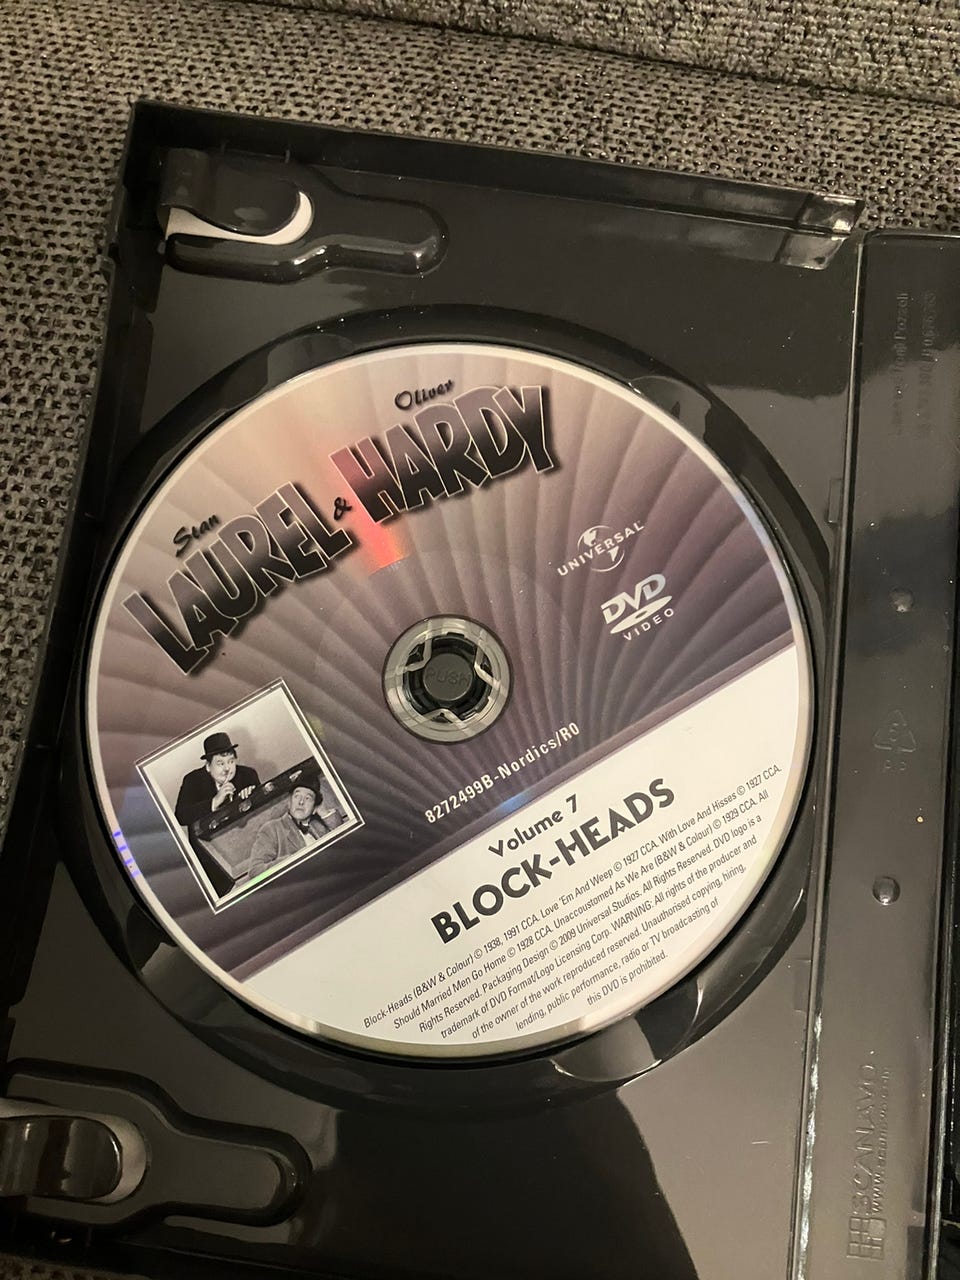 Stan Oliver
LAUREL & HARDY
UNIVERSAL
DVD
VIDEO
PUSH
8272499B-Nordics/R0
Volume 7
BLOCK-HEADS
Block-Heads (B&W & Colour) © 1938, 1991 CCA. Love 'Em And Weep © 1927 CCA. With Love And Hisses © 1927 CCA.
Should Married Men Go Home © 1928 CCA. Unaccustomed As We Are (B&W & Colour) © 1929 CCA. All
Rights Reserved. Packaging Design © 2009 Universal Studios. All Rights Reserved. DVD logo is a
trademark of DVD Format/Logo Licensing Corp. WARNING: All rights of the producer and
of the owner of the work reproduced reserved. Unauthorised copying, hiring,
lending, public performance, radio or TV broadcasting of
this DVD is prohibited.
SCANAVO